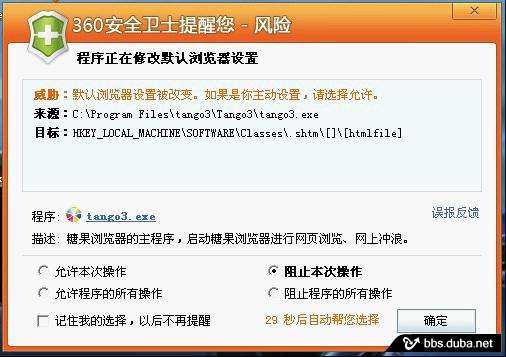 360安全卫士提醒您 - 风险
程序正在修改默认浏览器设置
威胁：默认浏览器设置被改变。如果是你主动设置，请选择允许。
来源：C:\Program Files\tango3\Tango3\tango3.exe
目标：HKEY_LOCAL_MACHINE\SOFTWARE\Classes\.shtm\[]\[htmlfile]
程序：tango3.exe 误报反馈
描述：糖果浏览器的主程序，启动糖果浏览器进行网页浏览、网上冲浪。
允许本次操作 阻止本次操作
允许程序的所有操作 阻止程序的所有操作
记住我的选择，以后不再提醒 29 秒后自动帮您选择 确定
bbs.duba.net